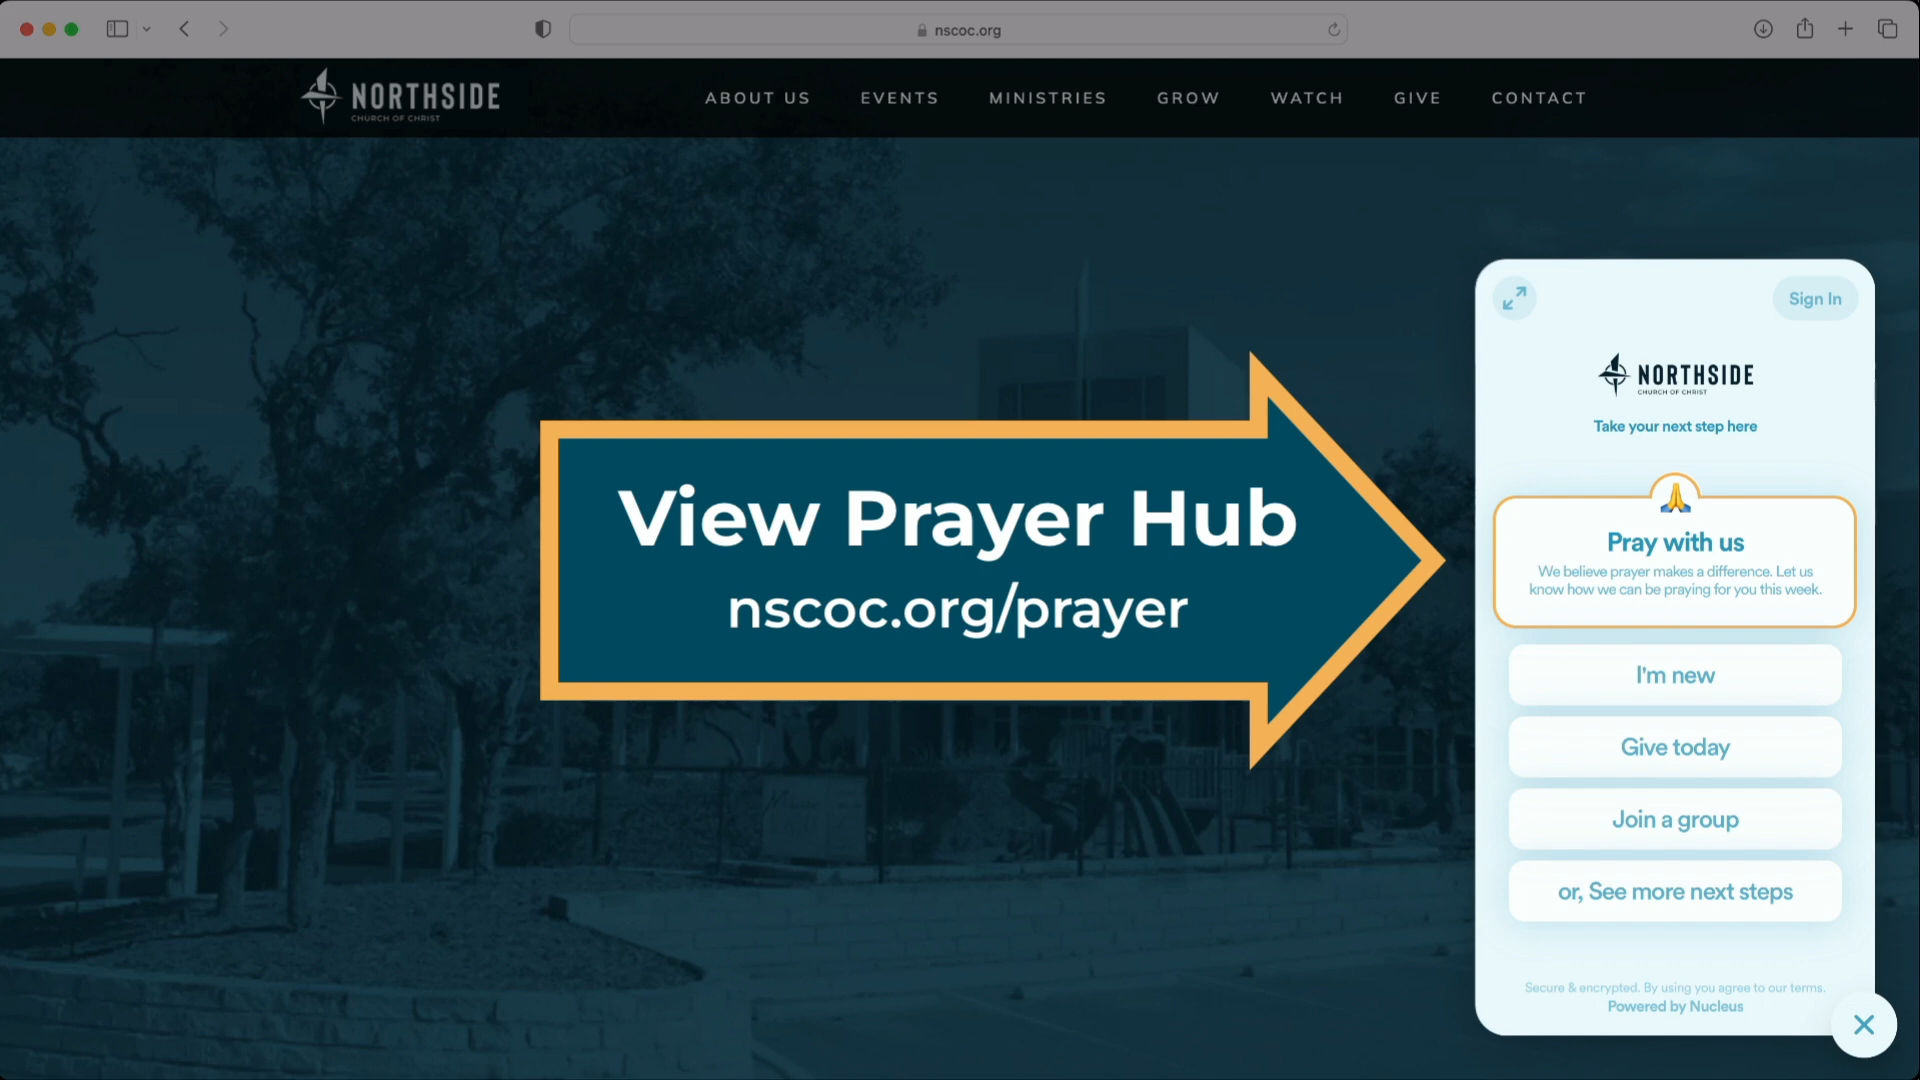 nscoc.org
NORTHSIDE
CHURCH OF CHRIST
ABOUT US
EVENTS
MINISTRIES
GROW
WATCH
GIVE
CONTACT
View Prayer Hub
nscoc.org/prayer
Sign In
NORTHSIDE
CHURCH OF CHRIST
Take your next step here
Pray with us
We believe prayer makes a difference. Let us
know how we can be praying for you this week.
I'm new
Give today
Join a group
or, See more next steps
Secure & encrypted. By using you agree to our terms.
Powered by Nucleus